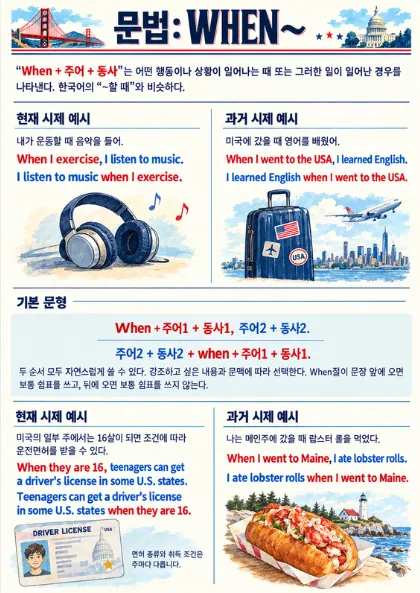 문법: WHEN~
“When + 주어 + 동사”는 어떤 행동이나 상황이 일어나는 때 또는 그러한 일이 일어난 경우를
나타낸다. 한국어의 “~할 때”와 비슷하다.
현재 시제 예시
내가 운동할 때 음악을 들어.
When I exercise, I listen to music.
I listen to music when I exercise.
과거 시제 예시
미국에 갔을 때 영어를 배웠어.
When I went to the USA, I learned English.
I learned English when I went to the USA.
USA
기본 문형
When + 주어1 + 동사1, 주어2 + 동사2.
주어2 + 동사2 + when + 주어1 + 동사1.
두 순서 모두 자연스럽게 쓸 수 있다. 강조하고 싶은 내용과 문맥에 따라 선택한다. When절이 문장 앞에 오면
보통 쉼표를 쓰고, 뒤에 오면 보통 쉼표를 쓰지 않는다.
현재 시제 예시
미국의 일부 주에서는 16살이 되면 조건에 따라
운전면허를 받을 수 있다.
When they are 16, teenagers can get
a driver's license in some U.S. states.
Teenagers can get a driver's license
in some U.S. states when they are 16.
DRIVER LICENSE
USA
면허 종류와 취득 조건은
주마다 다릅니다.
과거 시제 예시
나는 메인주에 갔을 때 랍스터 롤을 먹었다.
When I went to Maine, I ate lobster rolls.
I ate lobster rolls when I went to Maine.